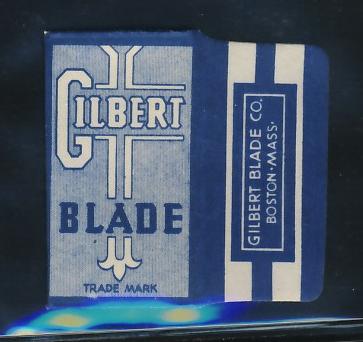 GILBERT
BLADE
TRADE MARK
GILBERT BLADE CO.
BOSTON·MASS·